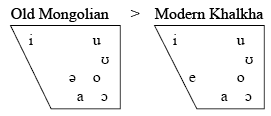 Old Mongolian > Modern Khalkha
i u i u
ʊ ʊ
ə o e o
a ɔ a ɔ